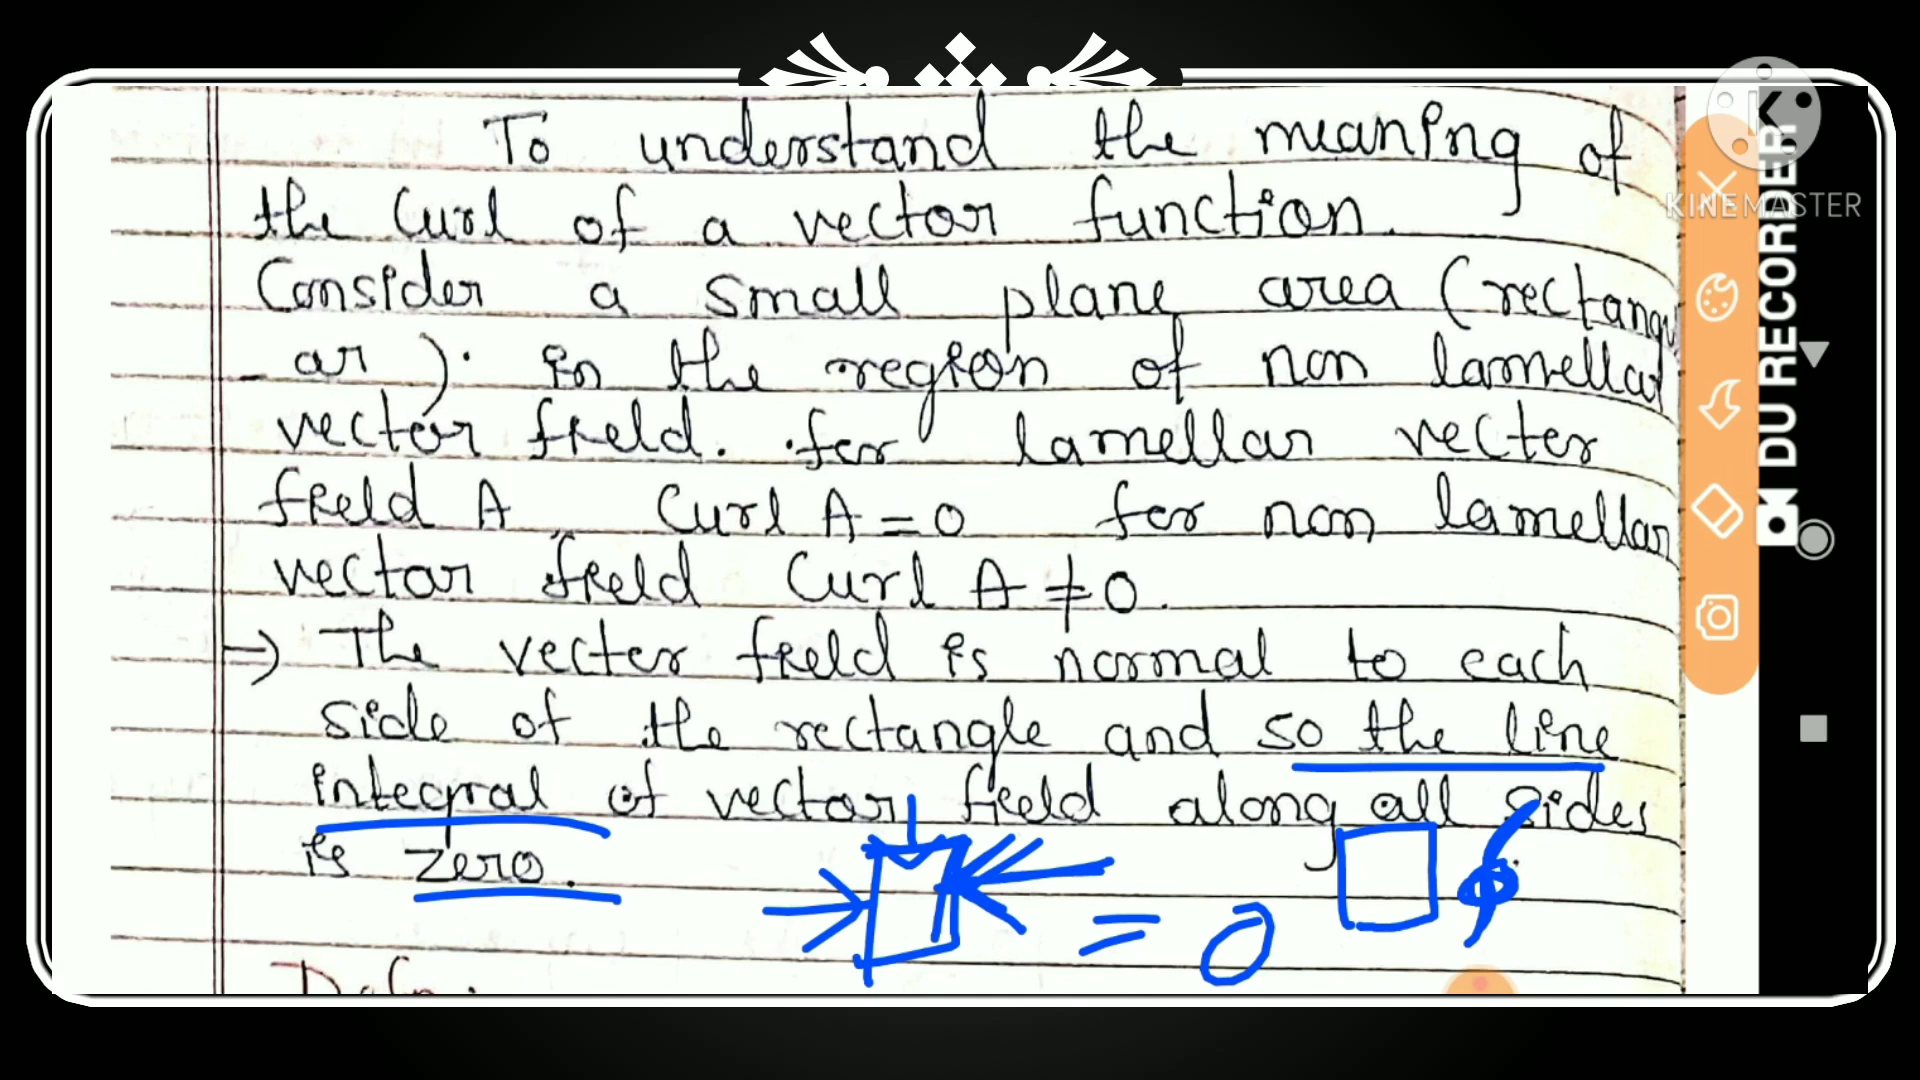 To understand the meaning of
the Curl of a vector function.
Consider a small plane area (rectangu
- ar). in the region of non lamellar
vector field. for lamellar vector
field A Curl A = 0 for non lamellar
vector field Curl A ≠ 0.
→ The vector field is normal to each
side of the rectangle and so the line
integral of vector field along all sides
is zero.
= 0 ∮
KINEMASTER
DU RECORDER